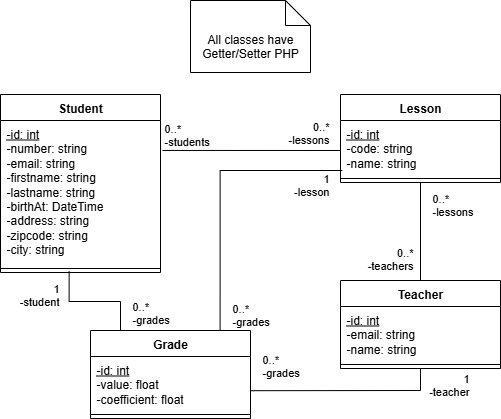 All classes have
Getter/Setter PHP
Student
-id: int
-number: string
-email: string
-firstname: string
-lastname: string
-birthAt: DateTime
-address: string
-zipcode: string
-city: string
0..*
-students
0..*
-lessons
Lesson
-id: int
-code: string
-name: string
1
-lesson
0..*
-lessons
0..*
-teachers
1
-student
0..*
-grades
0..*
-grades
Teacher
-id: int
-email: string
-name: string
Grade
-id: int
-value: float
-coefficient: float
0..*
-grades
1
-teacher